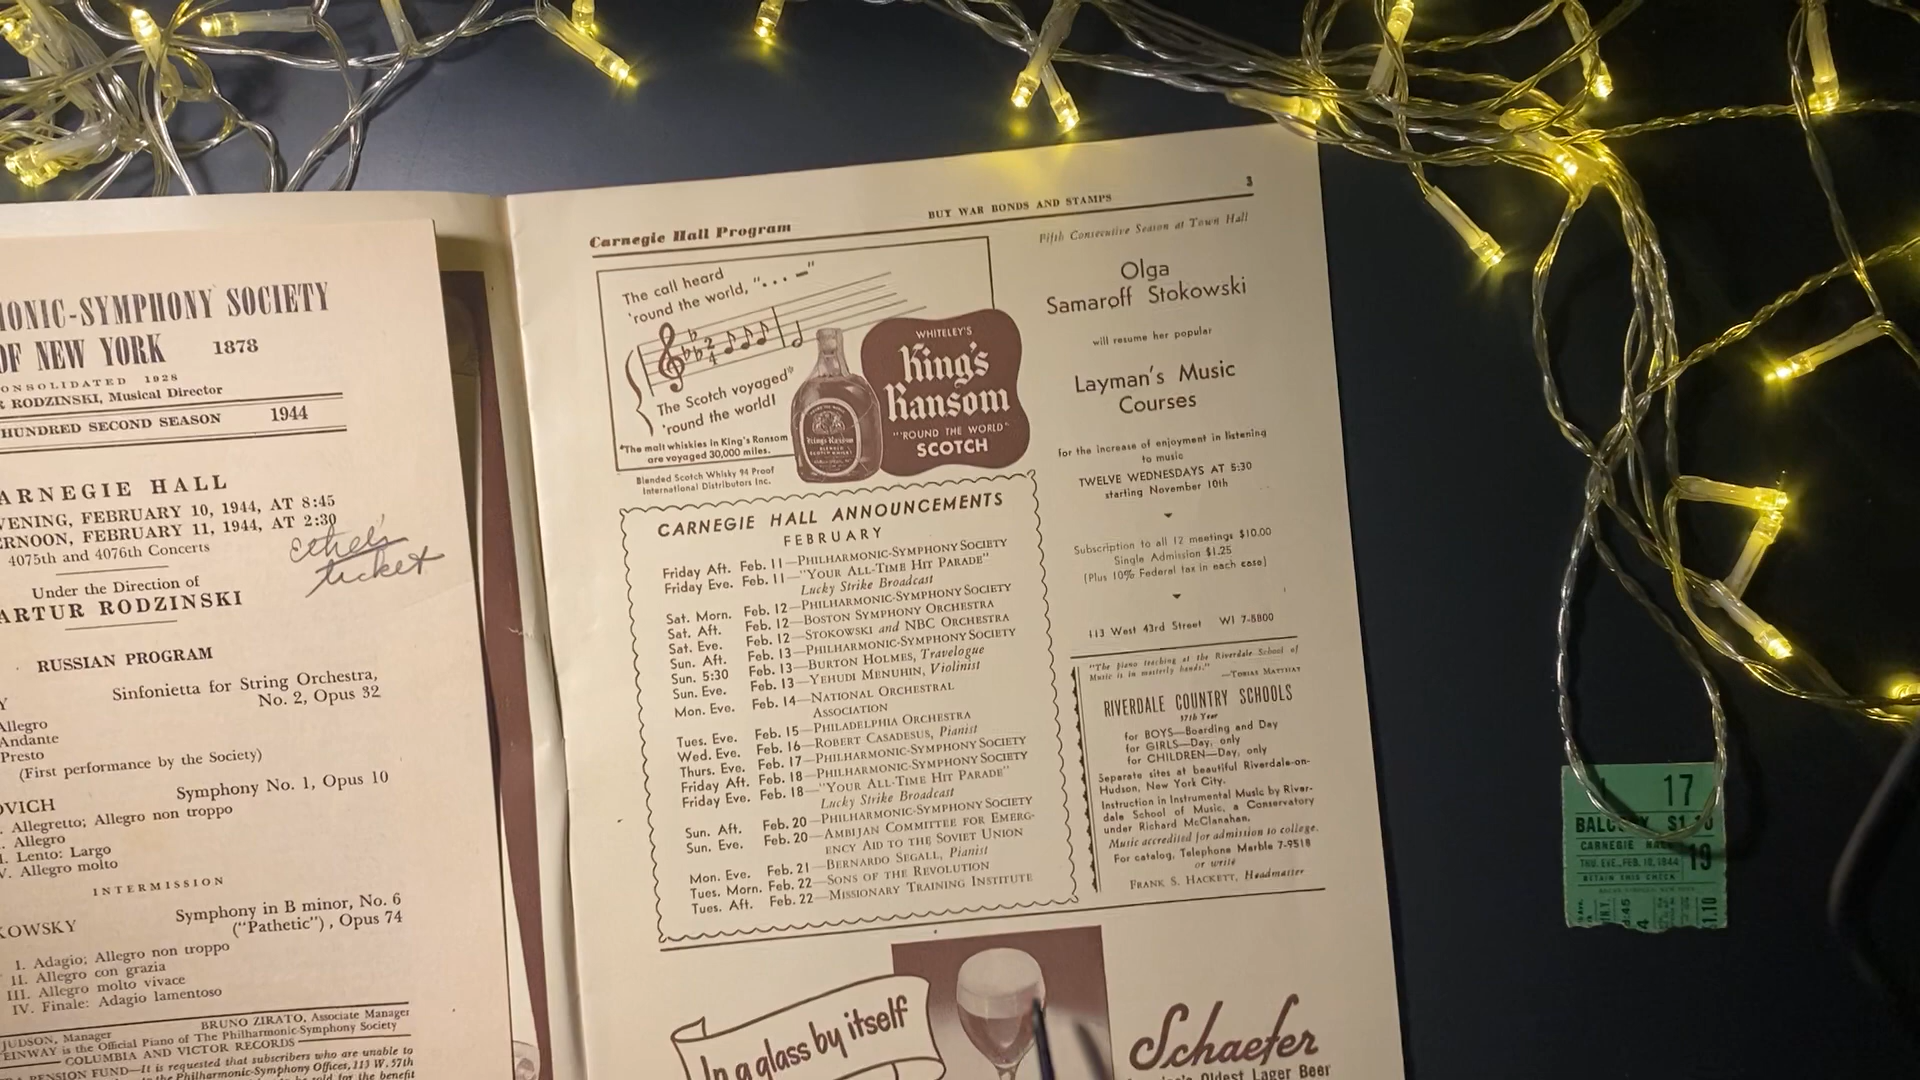 ONIC-SYMPHONY SOCIETY
OF NEW YORK 1878
CONSOLIDATED 1928
RODZINSKI, Musical Director
HUNDRED SECOND SEASON 1944
ARNEGIE HALL
VENING, FEBRUARY 10, 1944, AT 8:45
ERNOON, FEBRUARY 11, 1944, AT 2:30
4075th and 4076th Concerts
Ethel's
ticket
Under the Direction of
ARTUR RODZINSKI
RUSSIAN PROGRAM
Y Sinfonietta for String Orchestra,
No. 2, Opus 32
Allegro
Andante
Presto
(First performance by the Society)
OVICH Symphony No. 1, Opus 10
. Allegretto; Allegro non troppo
. Allegro
I. Lento: Largo
V. Allegro molto
INTERMISSION
KOWSKY Symphony in B minor, No. 6
("Pathetic"), Opus 74
I. Adagio; Allegro non troppo
II. Allegro con grazia
III. Allegro molto vivace
IV. Finale: Adagio lamentoso
JUDSON, Manager BRUNO ZIRATO, Associate Manager
EINWAY is the Official Piano of The Philharmonic-Symphony Society
COLUMBIA AND VICTOR RECORDS
PENSION FUND—It is requested that subscribers who are unable to
the Philharmonic-Symphony Offices, 113 W. 57th
be sold for the benefit
Carnegie Hall Program BUY WAR BONDS AND STAMPS 3
The call heard
'round the world, ". . . —"
The Scotch voyaged*
'round the world!
*The malt whiskies in King's Ransom
are voyaged 30,000 miles.
Blended Scotch Whisky 94 Proof
International Distributors Inc.
King's Ransom
WHITELEY'S
King's
Ransom
"'ROUND THE WORLD"
SCOTCH
CARNEGIE HALL ANNOUNCEMENTS
FEBRUARY
Friday Aft. Feb. 11—PHILHARMONIC-SYMPHONY SOCIETY
Friday Eve. Feb. 11—"YOUR ALL-TIME HIT PARADE"
Lucky Strike Broadcast
Sat. Morn. Feb. 12—PHILHARMONIC-SYMPHONY SOCIETY
Sat. Aft. Feb. 12—BOSTON SYMPHONY ORCHESTRA
Sat. Eve. Feb. 12—STOKOWSKI and NBC ORCHESTRA
Sun. Aft. Feb. 13—PHILHARMONIC-SYMPHONY SOCIETY
Sun. 5:30 Feb. 13—BURTON HOLMES, Travelogue
Sun. Eve. Feb. 13—YEHUDI MENUHIN, Violinist
Mon. Eve. Feb. 14—NATIONAL ORCHESTRAL
ASSOCIATION
Tues. Eve. Feb. 15—PHILADELPHIA ORCHESTRA
Wed. Eve. Feb. 16—ROBERT CASADESUS, Pianist
Thurs. Eve. Feb. 17—PHILHARMONIC-SYMPHONY SOCIETY
Friday Aft. Feb. 18—PHILHARMONIC-SYMPHONY SOCIETY
Friday Eve. Feb. 18—"YOUR ALL-TIME HIT PARADE"
Lucky Strike Broadcast
Sun. Aft. Feb. 20—PHILHARMONIC-SYMPHONY SOCIETY
Sun. Eve. Feb. 20—AMBIJAN COMMITTEE FOR EMERG-
ENCY AID TO THE SOVIET UNION
Mon. Eve. Feb. 21—BERNARDO SEGALL, Pianist
Tues. Morn. Feb. 22—SONS OF THE REVOLUTION
Tues. Aft. Feb. 22—MISSIONARY TRAINING INSTITUTE
Fifth Consecutive Season at Town Hall
Olga
Samaroff Stokowski
will resume her popular
Layman's Music
Courses
for the increase of enjoyment in listening
to music
TWELVE WEDNESDAYS AT 5:30
starting November 10th
Subscription to all 12 meetings $10.00
Single Admission $1.25
(Plus 10% Federal tax in each case)
113 West 43rd Street WI 7-8800
"The piano teaching at the Riverdale School of
Music is in masterly hands."
—TOBIAS MATTHAY
RIVERDALE COUNTRY SCHOOLS
37th Year
for BOYS—Boarding and Day
for GIRLS—Day, only
for CHILDREN—Day, only
Separate sites at beautiful Riverdale-on-
Hudson, New York City.
Instruction in Instrumental Music by River-
dale School of Music, a Conservatory
under Richard McClanahan.
Music accredited for admission to college.
For catalog, Telephone Marble 7-9518
or write
FRANK S. HACKETT, Headmaster
In a glass by itself
Schaefer
Oldest Lager Beer
17
BALCONY
CARNEGIE HALL
THU. EVE., FEB. 10, 1944
19
RETAIN THIS CHECK
1.10